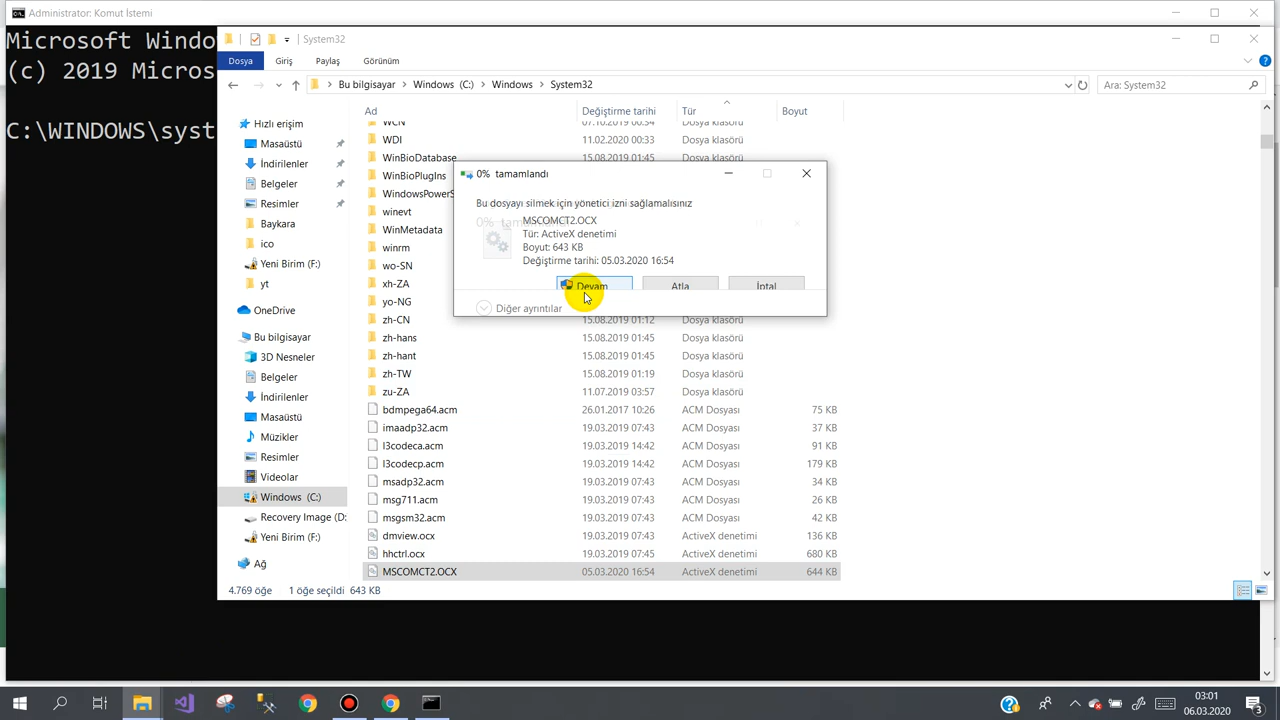 Administrator: Komut İstemi
Microsoft Windo
(c) 2019 Micros
C:\WINDOWS\syst
System32
Dosya
Giriş
Paylaş
Görünüm
Bu bilgisayar
Windows (C:)
Windows
System32
Ara: System32
Ad
Değiştirme tarihi
Tür
Boyut
Hızlı erişim
Masaüstü
İndirilenler
Belgeler
Resimler
Kampanya
ico
Yeni Birim (F:)
yt
OneDrive
Bu bilgisayar
3D Nesneler
Belgeler
İndirilenler
Masaüstü
Müzikler
Resimler
Videolar
Windows (C:)
Recovery Image (D:
Yeni Birim (F:)
Ağ
WCN 07.10.2019 00:34 Dosya klasörü
WDI 11.02.2020 00:33 Dosya klasörü
WinBioDatabase 15.08.2019 01:45 Dosya klasörü
WinBioPlugIns
WindowsPowerS
winevt
WinMetadata
winrm
wo-SN
xh-ZA
yo-NG
zh-CN 15.08.2019 01:12 Dosya klasörü
zh-hans 15.08.2019 01:45 Dosya klasörü
zh-hant 15.08.2019 01:45 Dosya klasörü
zh-TW 15.08.2019 01:19 Dosya klasörü
zu-ZA 11.07.2019 03:57 Dosya klasörü
bdmpega64.acm 26.01.2017 10:26 ACM Dosyası 75 KB
imaadp32.acm 19.03.2019 07:43 ACM Dosyası 37 KB
l3codeca.acm 19.03.2019 14:42 ACM Dosyası 91 KB
l3codecp.acm 19.03.2019 14:42 ACM Dosyası 179 KB
msadp32.acm 19.03.2019 07:43 ACM Dosyası 34 KB
msg711.acm 19.03.2019 07:43 ACM Dosyası 26 KB
msgsm32.acm 19.03.2019 07:43 ACM Dosyası 42 KB
dmview.ocx 19.03.2019 07:43 ActiveX denetimi 136 KB
hhctrl.ocx 19.03.2019 07:45 ActiveX denetimi 680 KB
MSCOMCT2.OCX 05.03.2020 16:54 ActiveX denetimi 644 KB
0% tamamlandı
Bu dosyayı silmek için yönetici izni sağlamalısınız
MSCOMCT2.OCX
Tür: ActiveX denetimi
Boyut: 643 KB
Değiştirme tarihi: 05.03.2020 16:54
Devam
Atla
İptal
Diğer ayrıntılar
4.769 öğe
1 öğe seçildi 643 KB
03:01
06.03.2020
3